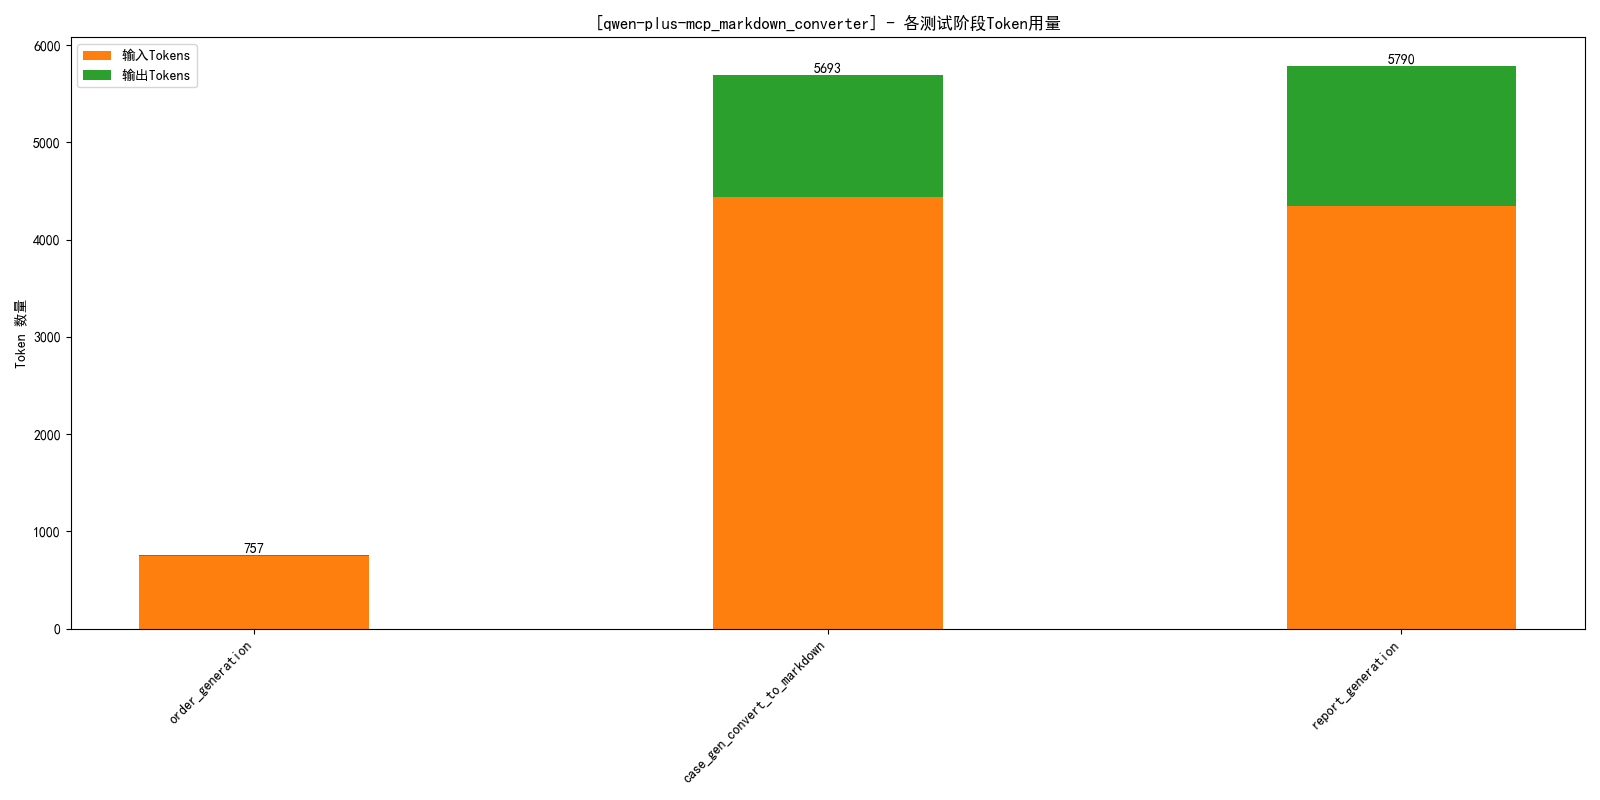 [qwen-plus-mcp_markdown_converter] - 各测试阶段Token用量
输入Tokens
输出Tokens
Token 数量
6000
5000
4000
3000
2000
1000
0
757
5693
5790
order_generation
case_gen_convert_to_markdown
report_generation